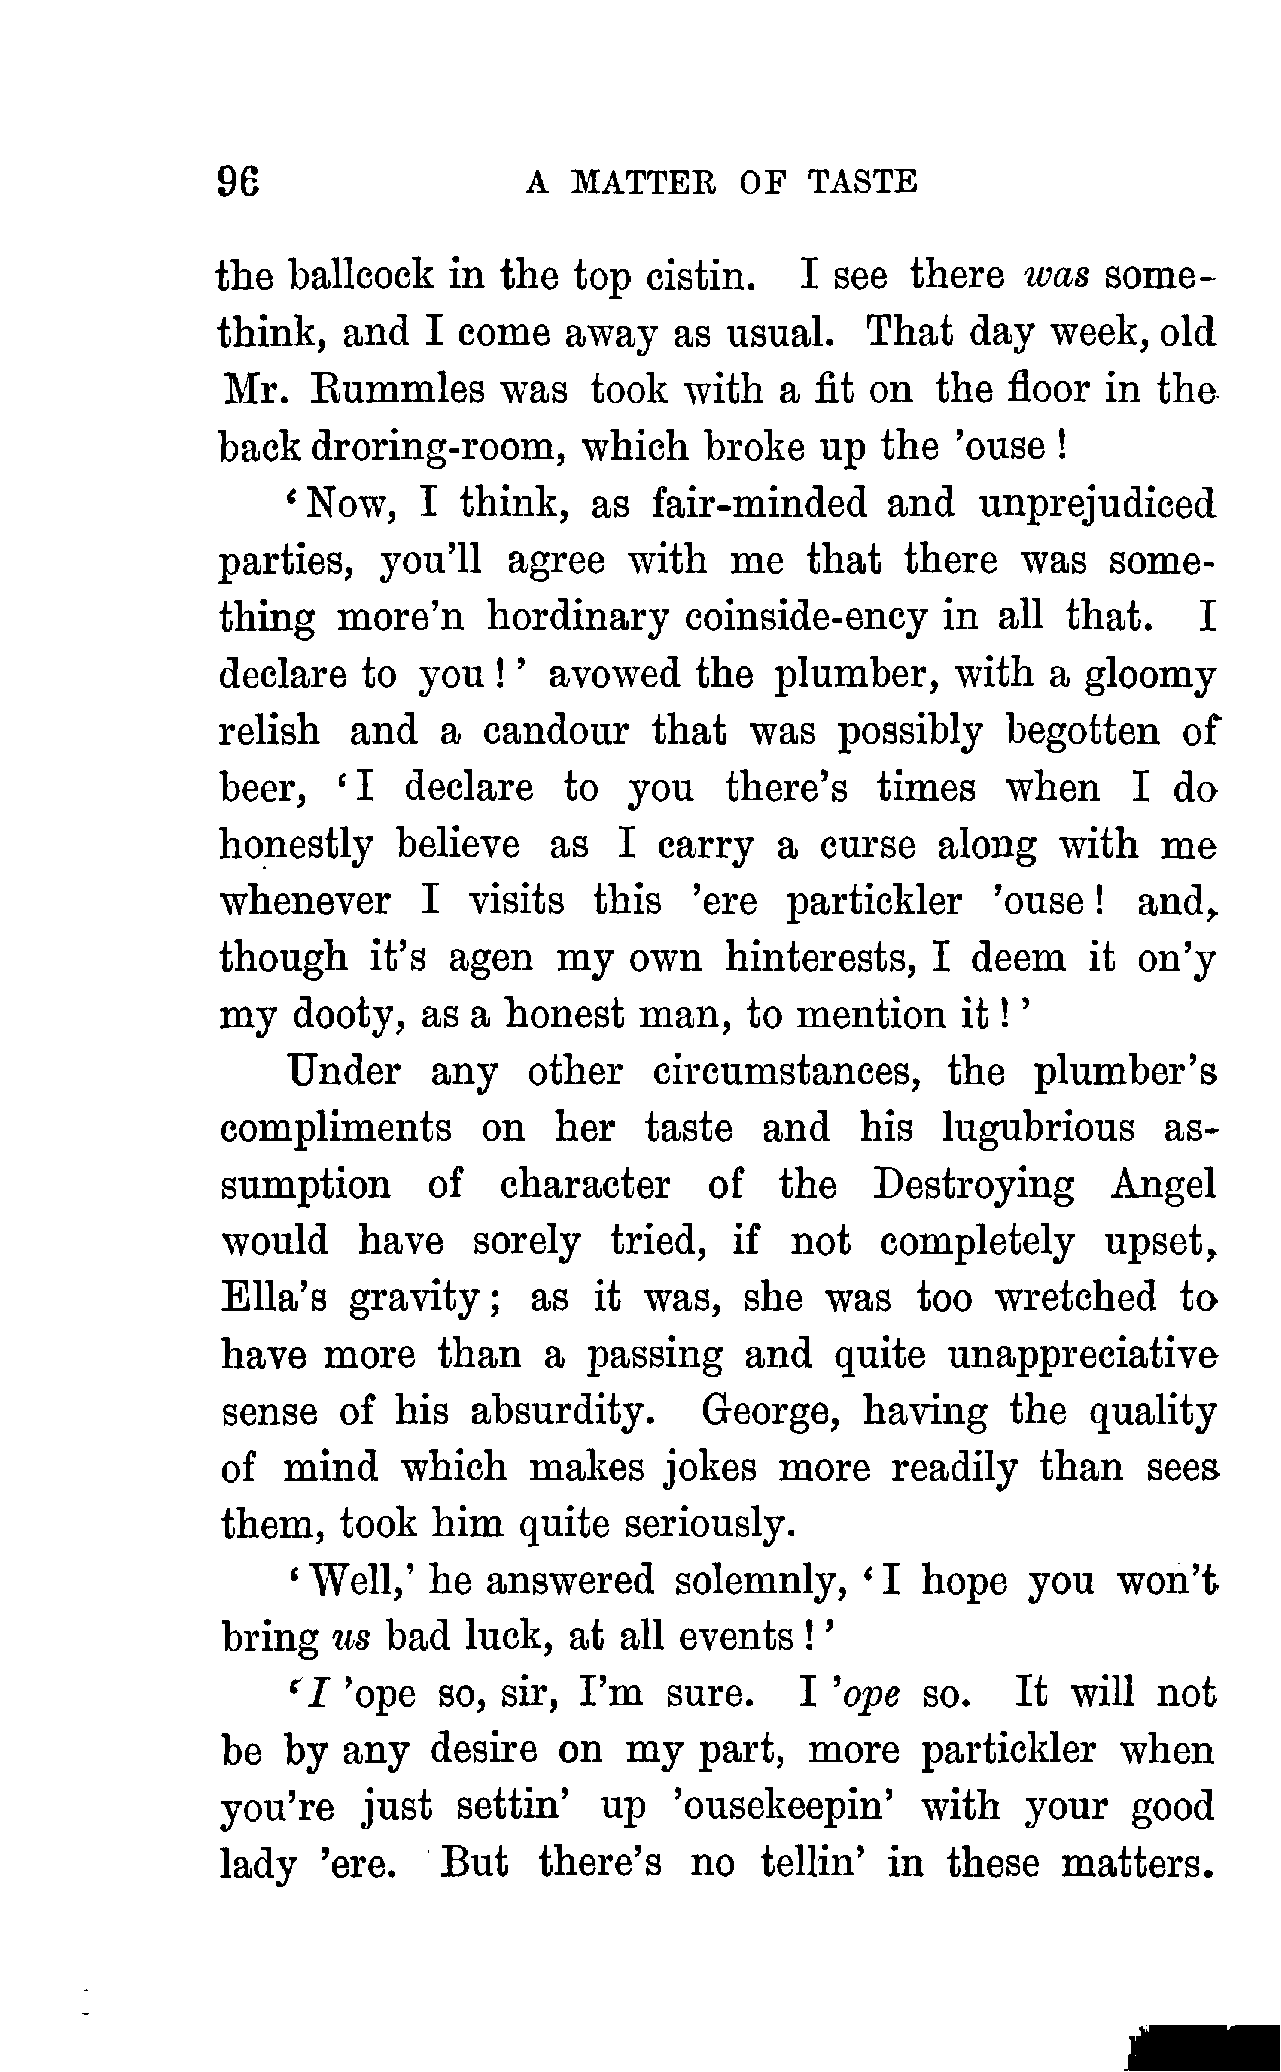 96 A MATTER OF TASTE
the ballcock in the top cistin. I see there was some-
think, and I come away as usual. That day week, old
Mr. Rummles was took with a fit on the floor in the
back droring-room, which broke up the 'ouse !
‘Now, I think, as fair-minded and unprejudiced
parties, you'll agree with me that there was some-
thing more'n hordinary coinside-ency in all that. I
declare to you ! ’ avowed the plumber, with a gloomy
relish and a candour that was possibly begotten of
beer, ‘I declare to you there's times when I do
honestly believe as I carry a curse along with me
whenever I visits this 'ere partickler 'ouse ! and,
though it's agen my own hinterests, I deem it on'y
my dooty, as a honest man, to mention it ! ’
Under any other circumstances, the plumber's
compliments on her taste and his lugubrious as-
sumption of character of the Destroying Angel
would have sorely tried, if not completely upset,
Ella's gravity ; as it was, she was too wretched to
have more than a passing and quite unappreciative
sense of his absurdity. George, having the quality
of mind which makes jokes more readily than sees
them, took him quite seriously.
‘Well,’ he answered solemnly, ‘I hope you won't
bring us bad luck, at all events ! ’
‘I 'ope so, sir, I'm sure. I 'ope so. It will not
be by any desire on my part, more partickler when
you're just settin' up 'ousekeepin' with your good
lady 'ere. But there's no tellin' in these matters.